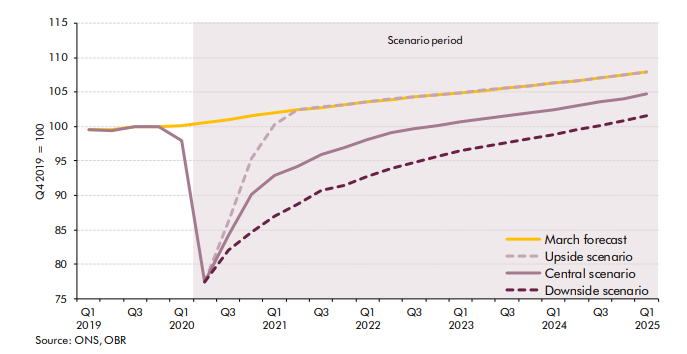 115
110
105
100
95
90
85
80
75
Q4 2019 = 100
Scenario period
March forecast
Upside scenario
Central scenario
Downside scenario
Q1 Q3 Q1 Q3 Q1 Q3 Q1 Q3 Q1 Q3 Q1 Q3 Q1
2019 2020 2021 2022 2023 2024 2025
Source: ONS, OBR